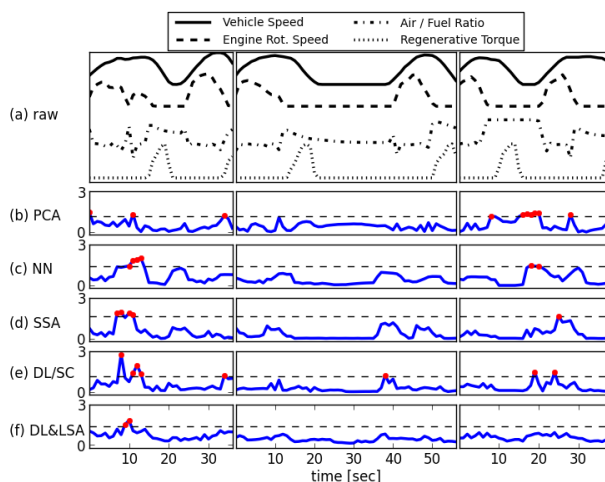 Vehicle Speed Air / Fuel Ratio
Engine Rot. Speed Regenerative Torque
(a) raw
(b) PCA 3 0
(c) NN 3 0
(d) SSA 3 0
(e) DL/SC 3 0
(f) DL&LSA 3 0
10 20 30 10 20 30 40 50 10 20 30
time [sec]